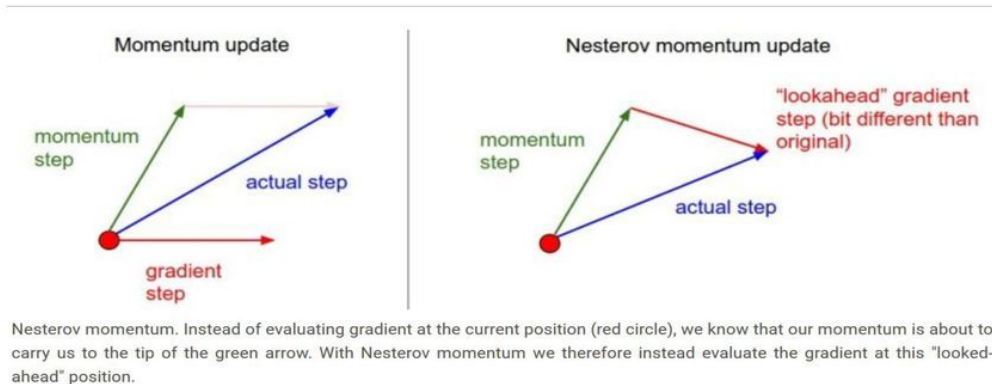 Momentum update
momentum
step
actual step
gradient
step
Nesterov momentum update
momentum
step
"lookahead" gradient
step (bit different than
original)
actual step
Nesterov momentum. Instead of evaluating gradient at the current position (red circle), we know that our momentum is about to
carry us to the tip of the green arrow. With Nesterov momentum we therefore instead evaluate the gradient at this "looked-
ahead" position.